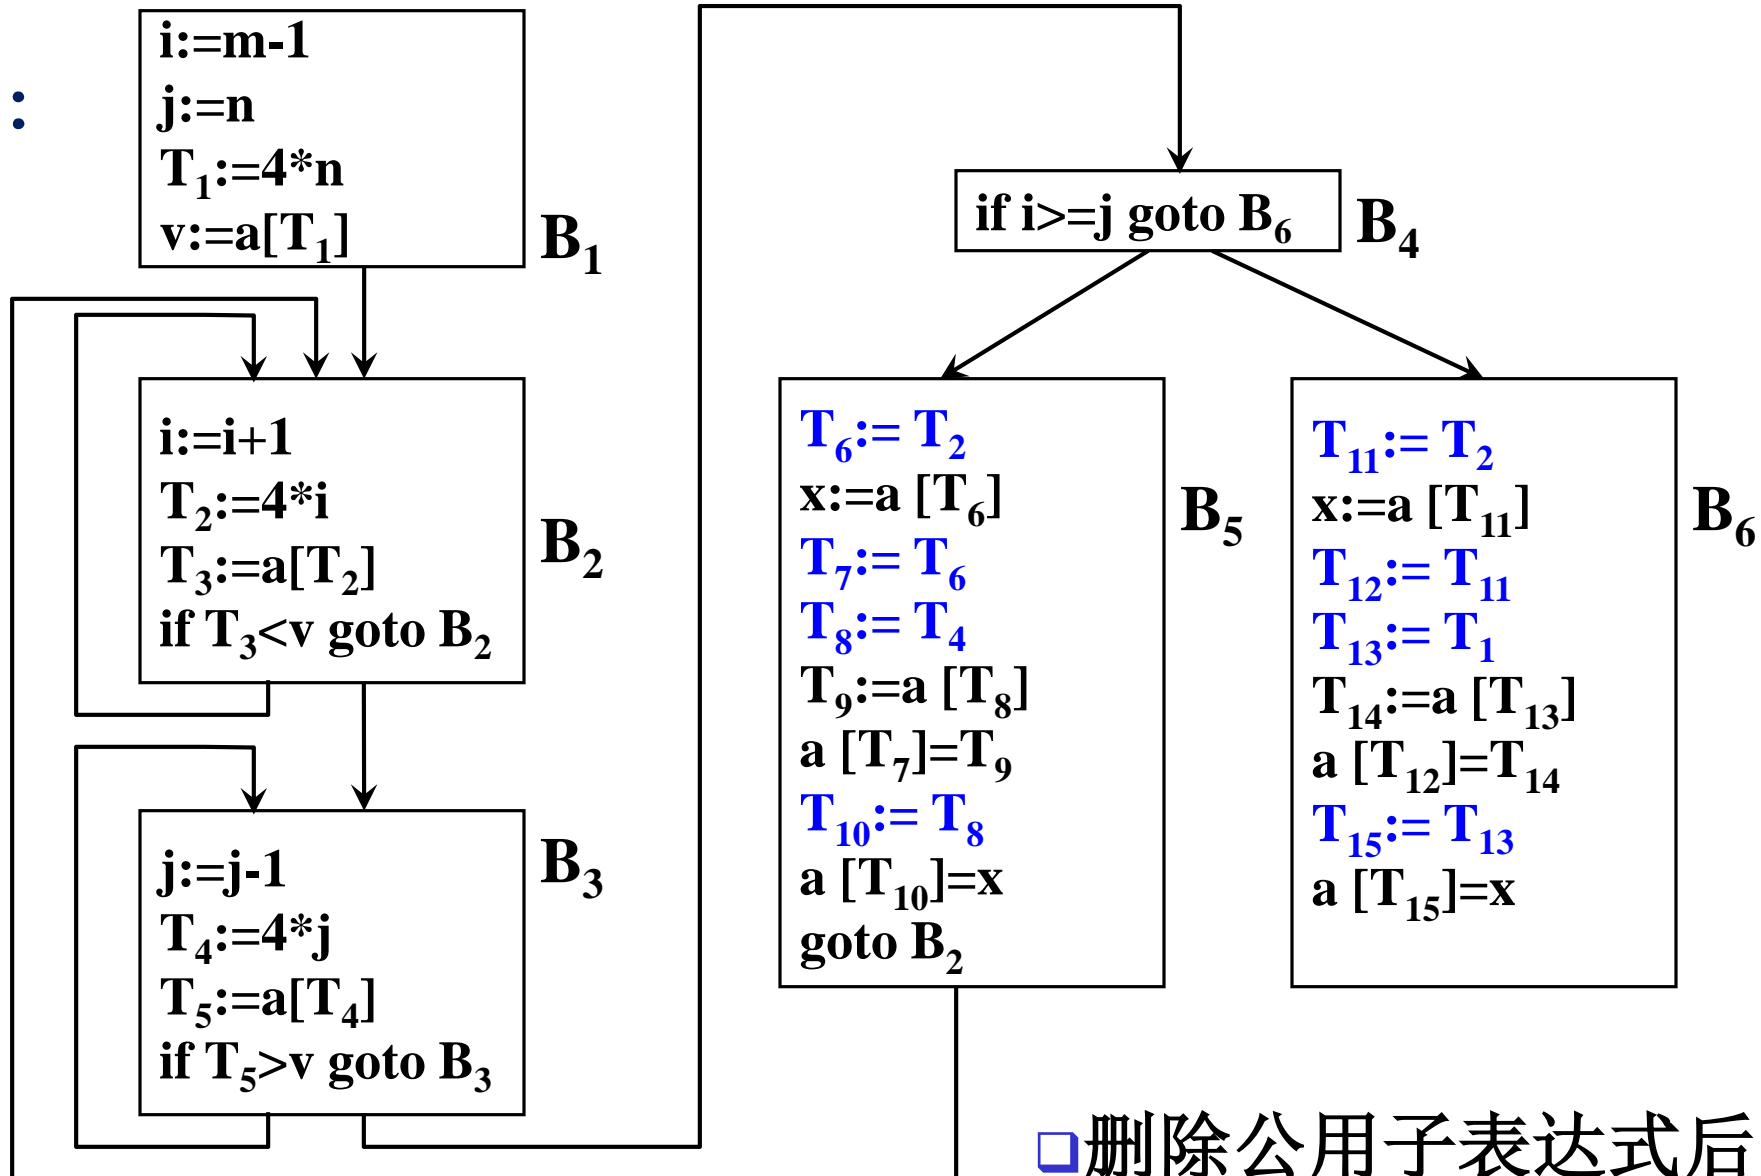 :
i:=m-1
j:=n
T₁:=4*n
v:=a[T₁]
B₁
i:=i+1
T₂:=4*i
T₃:=a[T₂]
if T₃<v goto B₂
B₂
j:=j-1
T₄:=4*j
T₅:=a[T₄]
if T₅>v goto B₃
B₃
if i>=j goto B₆
B₄
T₆:= T₂
x:=a [T₆]
T₇:= T₆
T₈:= T₄
T₉:=a [T₈]
a [T₇]=T₉
T₁₀:= T₈
a [T₁₀]=x
goto B₂
B₅
T₁₁:= T₂
x:=a [T₁₁]
T₁₂:= T₁₁
T₁₃:= T₁
T₁₄:=a [T₁₃]
a [T₁₂]=T₁₄
T₁₅:= T₁₃
a [T₁₅]=x
B₆
❑删除公用子表达式后